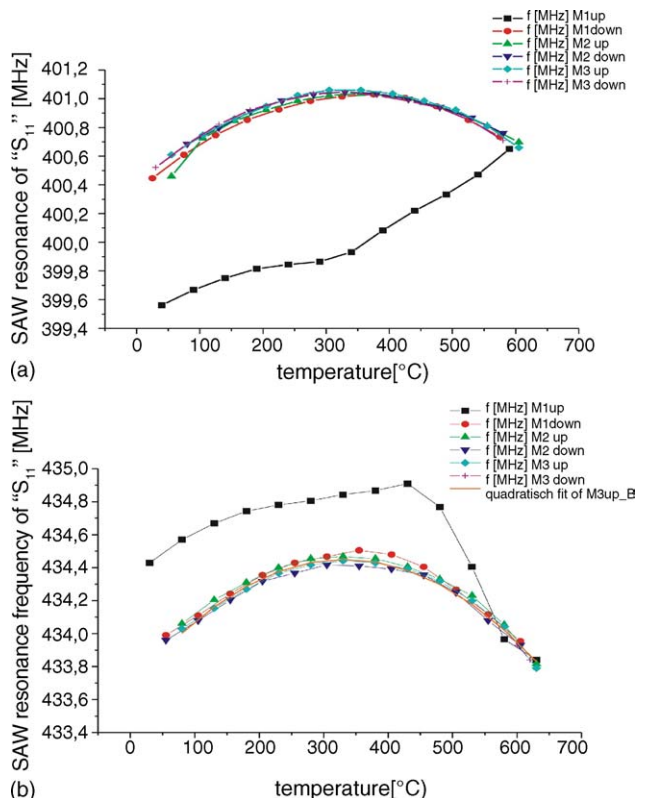 f [MHz] M1up
f [MHz] M1down
f [MHz] M2 up
f [MHz] M2 down
f [MHz] M3 up
f [MHz] M3 down
SAW resonance of "S11" [MHz]
401,2
401,0
400,8
400,6
400,4
400,2
400,0
399,8
399,6
399,4
0 100 200 300 400 500 600 700
temperature[°C)
(a)
f [MHz] M1up
f [MHz] M1down
f [MHz] M2 up
f [MHz] M2 down
f [MHz] M3 up
f [MHz] M3 down
quadratisch fit of M3up_B
SAW resonance frequency of "S11" [MHz]
435,0
434,8
434,6
434,4
434,2
434,0
433,8
433,6
433,4
0 100 200 300 400 500 600 700
temperature[°C)
(b)